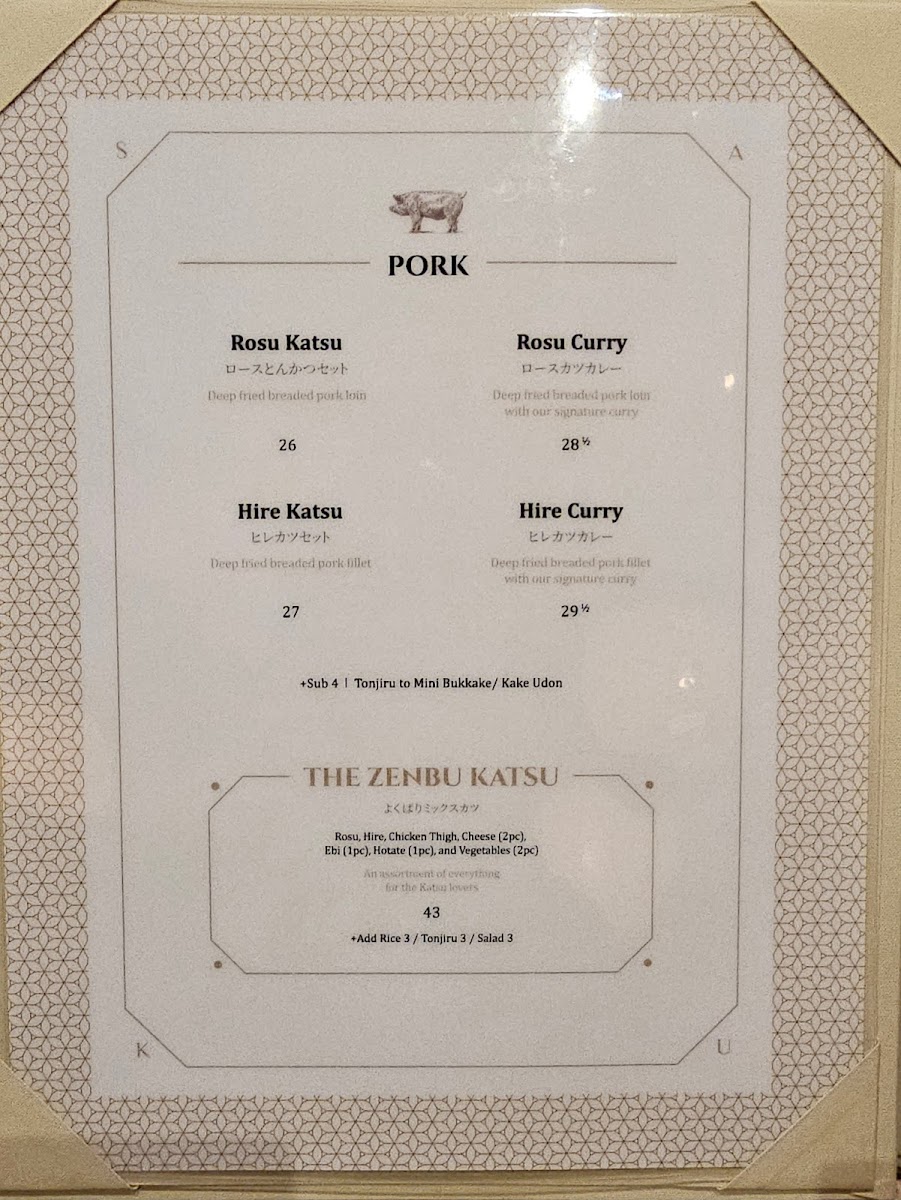 S
A
PORK
Rosu Katsu
ロースとんかつセット
Deep fried breaded pork loin
26
Rosu Curry
ロースカツカレー
Deep fried breaded pork loin
with our signature curry
28½
Hire Katsu
ヒレカツセット
Deep fried breaded pork fillet
27
Hire Curry
ヒレカツカレー
Deep fried breaded pork fillet
with our signature curry
29½
+Sub 4 | Tonjiru to Mini Bukkake/ Kake Udon
THE ZENBU KATSU
よくばりミックスカツ
Rosu, Hire, Chicken Thigh, Cheese (2pc),
Ebi (1pc), Hotate (1pc), and Vegetables (2pc)
An assortment of everything
for the Katsu lovers
43
+Add Rice 3 / Tonjiru 3 / Salad 3
K
U